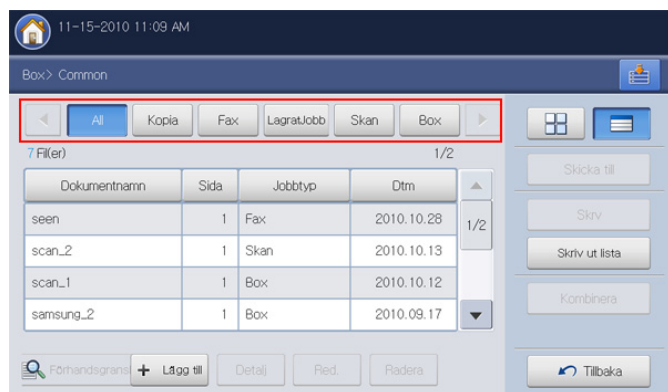 11-15-2010 11:09 AM
Box> Common
All Kopia Fax LagratJobb Skan Box
7 Fil(er) 1/2
Dokumentnamn Sida Jobbtyp Dtm
seen 1 Fax 2010.10.28
1/2
scan_2 1 Skan 2010.10.13
scan_1 1 Box 2010.10.12
samsung_2 1 Box 2010.09.17
Förhandsgransl + Lägg till Detalj Red. Radera
Skicka till
Skriv
Skriv ut lista
Kombinera
Tillbaka